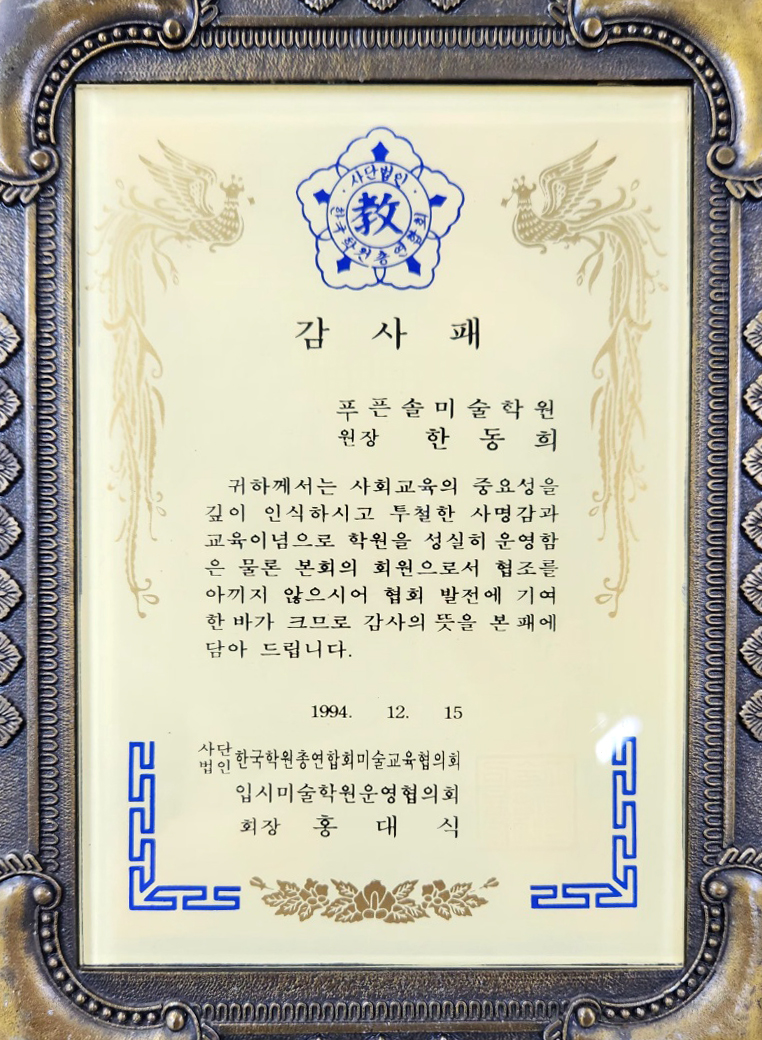 사단법인
教
한국학원총연합회
감 사 패
푸픈솔미술학원
원장 한 동 희
귀하께서는 사회교육의 중요성을
깊이 인식하시고 투철한 사명감과
교육이념으로 학원을 성실히 운영함
은 물론 본회의 회원으로서 협조를
아끼지 않으시어 협회 발전에 기여
한 바가 크므로 감사의 뜻을 본 패에
담아 드립니다.
1994. 12. 15
사단법인 한국학원총연합회미술교육협의회
입시미술학원운영협의회
회장 홍 대 식